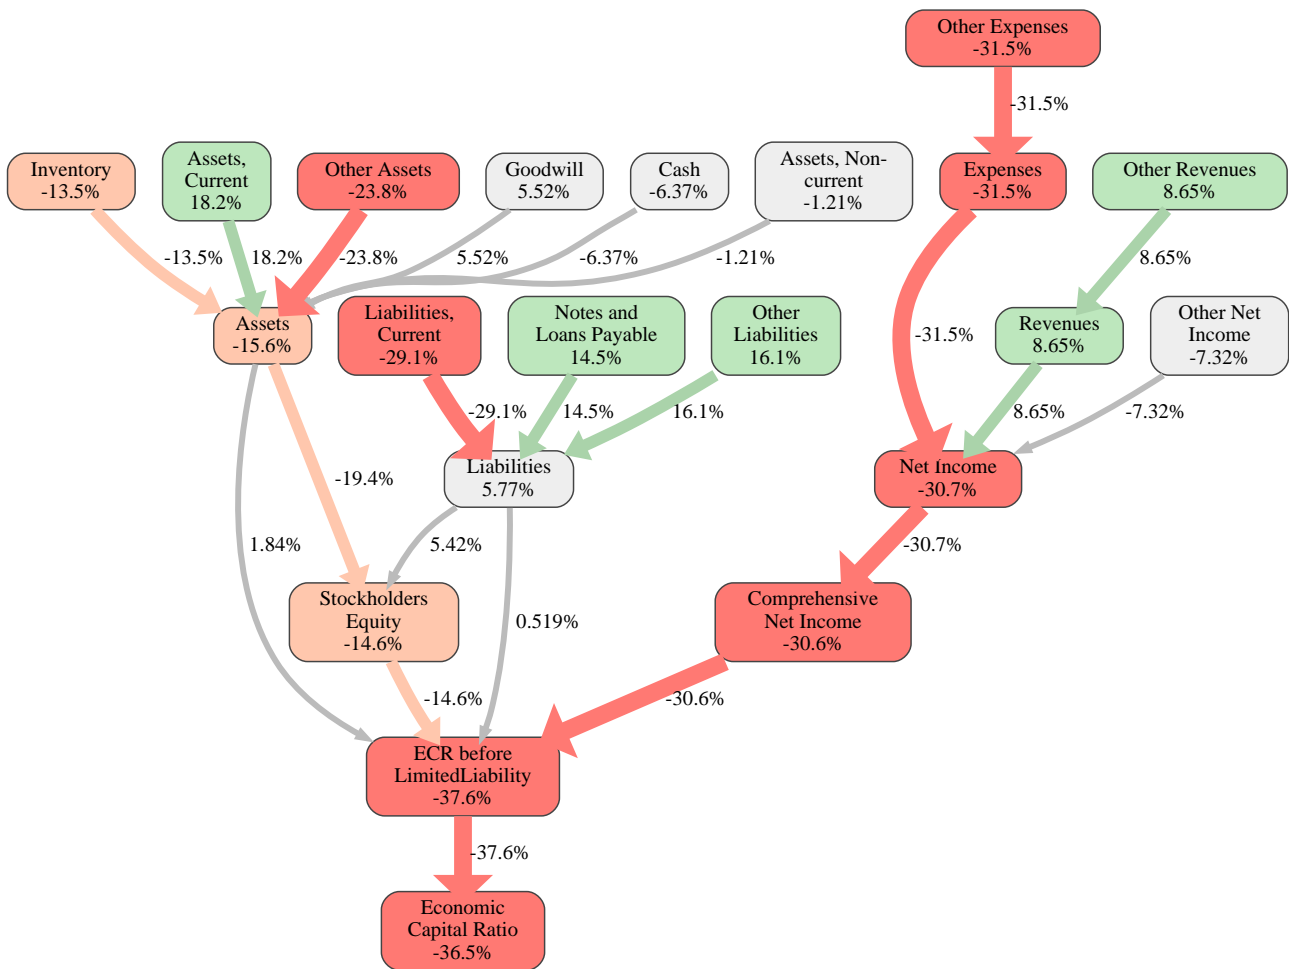 Other Expenses
-31.5%
-31.5%
Inventory
-13.5%
Assets,
Current
18.2%
Other Assets
-23.8%
Goodwill
5.52%
Cash
-6.37%
Assets, Non-
current
-1.21%
Expenses
-31.5%
Other Revenues
8.65%
-13.5%
18.2%
-23.8%
5.52%
-6.37%
-1.21%
8.65%
Assets
-15.6%
Liabilities,
Current
-29.1%
Notes and
Loans Payable
14.5%
Other
Liabilities
16.1%
-31.5%
Revenues
8.65%
Other Net
Income
-7.32%
-29.1%
14.5%
16.1%
8.65%
-7.32%
-19.4%
Liabilities
5.77%
Net Income
-30.7%
1.84%
5.42%
-30.7%
Stockholders
Equity
-14.6%
0.519%
Comprehensive
Net Income
-30.6%
-14.6%
-30.6%
ECR before
LimitedLiability
-37.6%
-37.6%
Economic
Capital Ratio
-36.5%